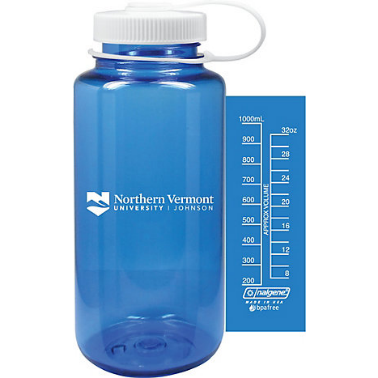 Northern Vermont
UNIVERSITY | JOHNSON
1000mL
900
800
700
600
500
400
300
200
APPROX VOLUME
32oz
28
24
20
16
12
8
nalgene
MADE IN USA
bpafree